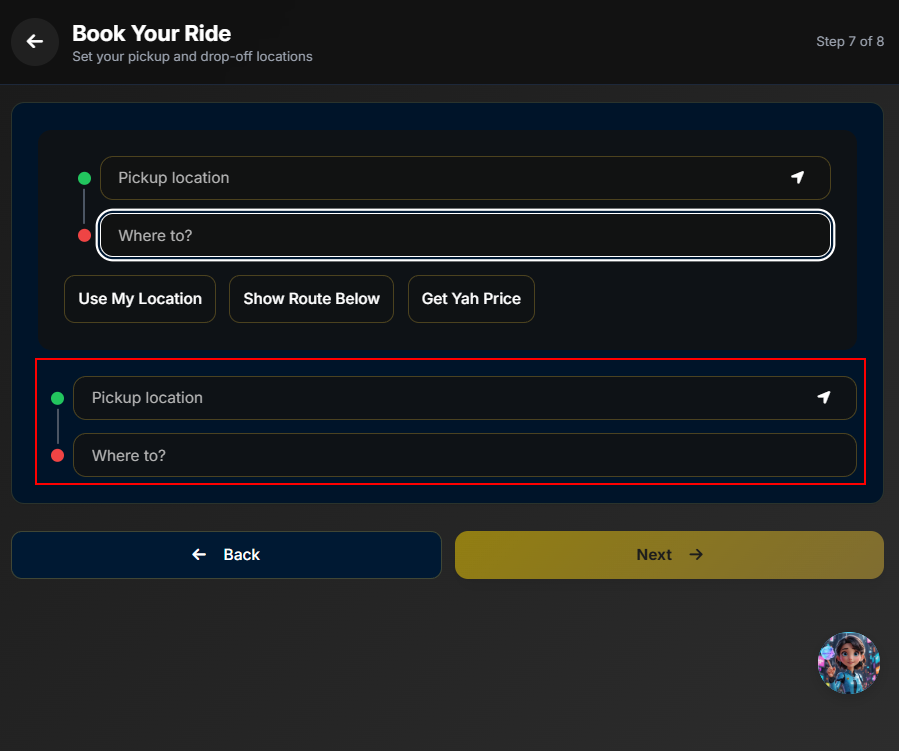 Book Your Ride
Set your pickup and drop-off locations
Step 7 of 8
Pickup location
Where to?
Use My Location
Show Route Below
Get Yah Price
Pickup location
Where to?
Back
Next